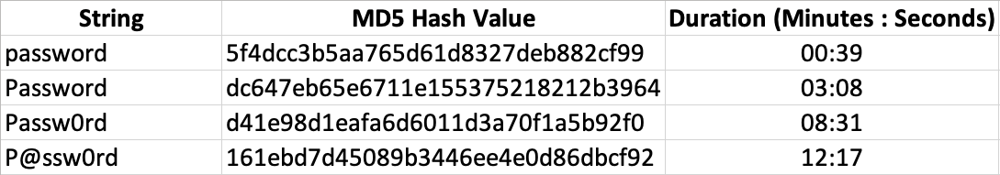 String MD5 Hash Value Duration (Minutes : Seconds)
password 5f4dcc3b5aa765d61d8327deb882cf99 00:39
Password dc647eb65e6711e155375218212b3964 03:08
Passw0rd d41e98d1eafa6d6011d3a70f1a5b92f0 08:31
P@ssw0rd 161ebd7d45089b3446ee4e0d86dbcf92 12:17